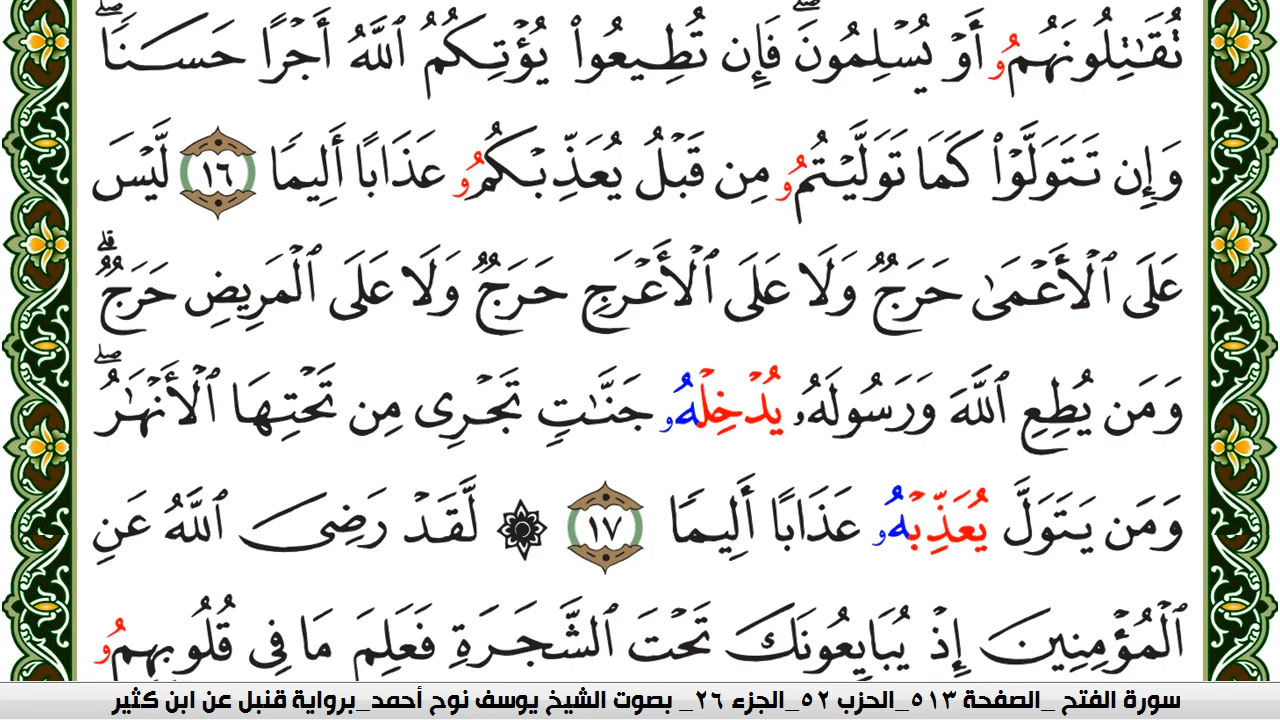 تُقَـٰتِلُونَهُمُۥ أَوْ يُسْلِمُونَۖ فَإِن تُطِيعُوا۟ يُؤْتِكُمُ ٱللَّهُ أَجْرًا حَسَنًاۖ
وَإِن تَتَوَلَّوْا۟ كَمَا تَوَلَّيْتُمُۥ مِن قَبْلُ يُعَذِّبْكُمُۥ عَذَابًا أَلِيمًا ١٦ لَّيْسَ
عَلَى ٱلْأَعْمَىٰ حَرَجٌ وَلَا عَلَى ٱلْأَعْرَجِ حَرَجٌ وَلَا عَلَى ٱلْمَرِيضِ حَرَجٌۗ
وَمَن يُطِعِ ٱللَّهَ وَرَسُولَهُۥ يُدْخِلْهُۥ جَنَّـٰتٍ تَجْرِى مِن تَحْتِهَا ٱلْأَنْهَـٰرُۖ
وَمَن يَتَوَلَّ يُعَذِّبْهُۥ عَذَابًا أَلِيمًا ١٧ ۞ لَّقَدْ رَضِىَ ٱللَّهُ عَنِ
ٱلْمُؤْمِنِينَ إِذْ يُبَايِعُونَكَ تَحْتَ ٱلشَّجَرَةِ فَعَلِمَ مَا فِى قُلُوبِهِمُۥ
سورة الفتح _الصفحة ٥١٣_الحزب ٥٢_الجزء ٢٦_ بصوت الشيخ يوسف نوح أحمد_برواية قنبل عن ابن كثير